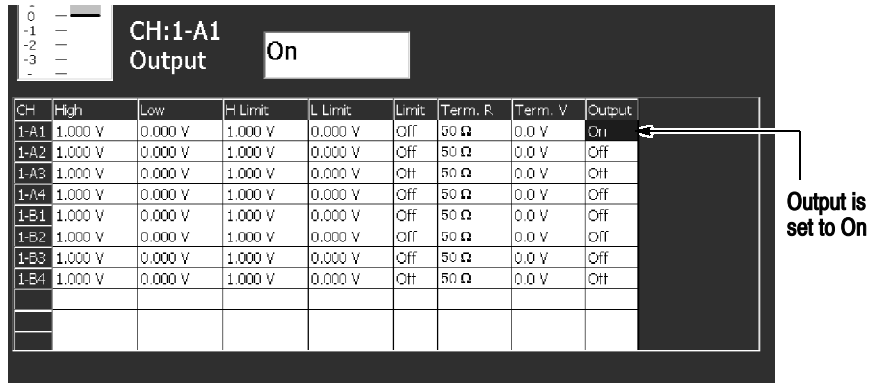 0
-1
-2
-3
CH:1-A1
Output
On
CH High Low H Limit L Limit Limit Term. R Term. V Output
1-A1 1.000 V 0.000 V 1.000 V 0.000 V Off 50 Ω 0.0 V On
1-A2 1.000 V 0.000 V 1.000 V 0.000 V Off 50 Ω 0.0 V Off
1-A3 1.000 V 0.000 V 1.000 V 0.000 V Off 50 Ω 0.0 V Off
1-A4 1.000 V 0.000 V 1.000 V 0.000 V Off 50 Ω 0.0 V Off
1-B1 1.000 V 0.000 V 1.000 V 0.000 V Off 50 Ω 0.0 V Off
1-B2 1.000 V 0.000 V 1.000 V 0.000 V Off 50 Ω 0.0 V Off
1-B3 1.000 V 0.000 V 1.000 V 0.000 V Off 50 Ω 0.0 V Off
1-B4 1.000 V 0.000 V 1.000 V 0.000 V Off 50 Ω 0.0 V Off
Output is
set to On